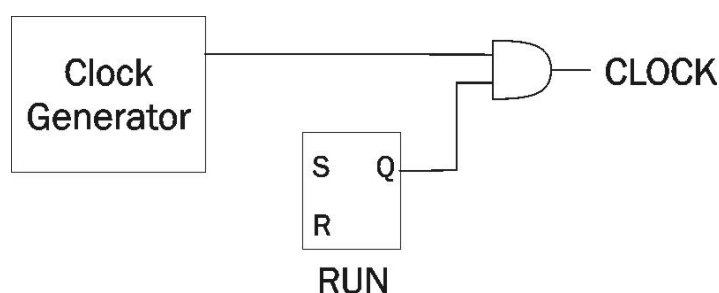 Clock
Generator
CLOCK
S Q
R
RUN